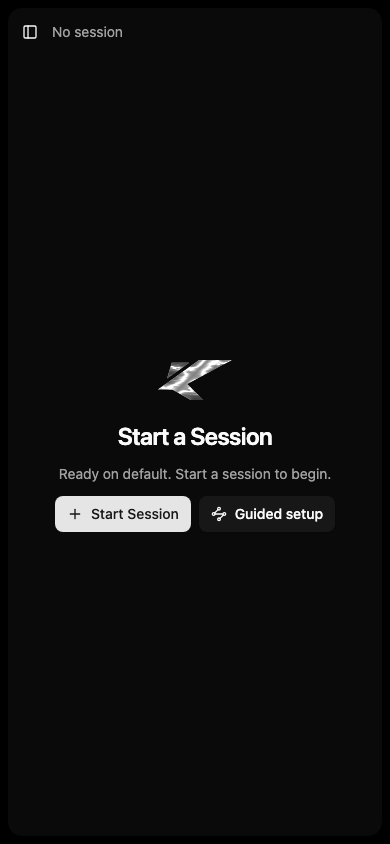 No session
Start a Session
Ready on default. Start a session to begin.
Start Session
Guided setup